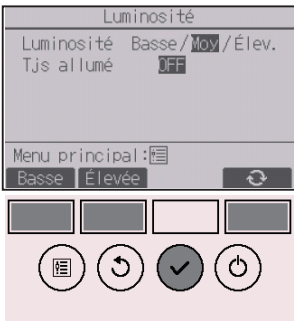 Luminosité
Luminosité Basse/Moy/Élev.
Tjs allumé OFF
Menu principal:
Basse Élevée